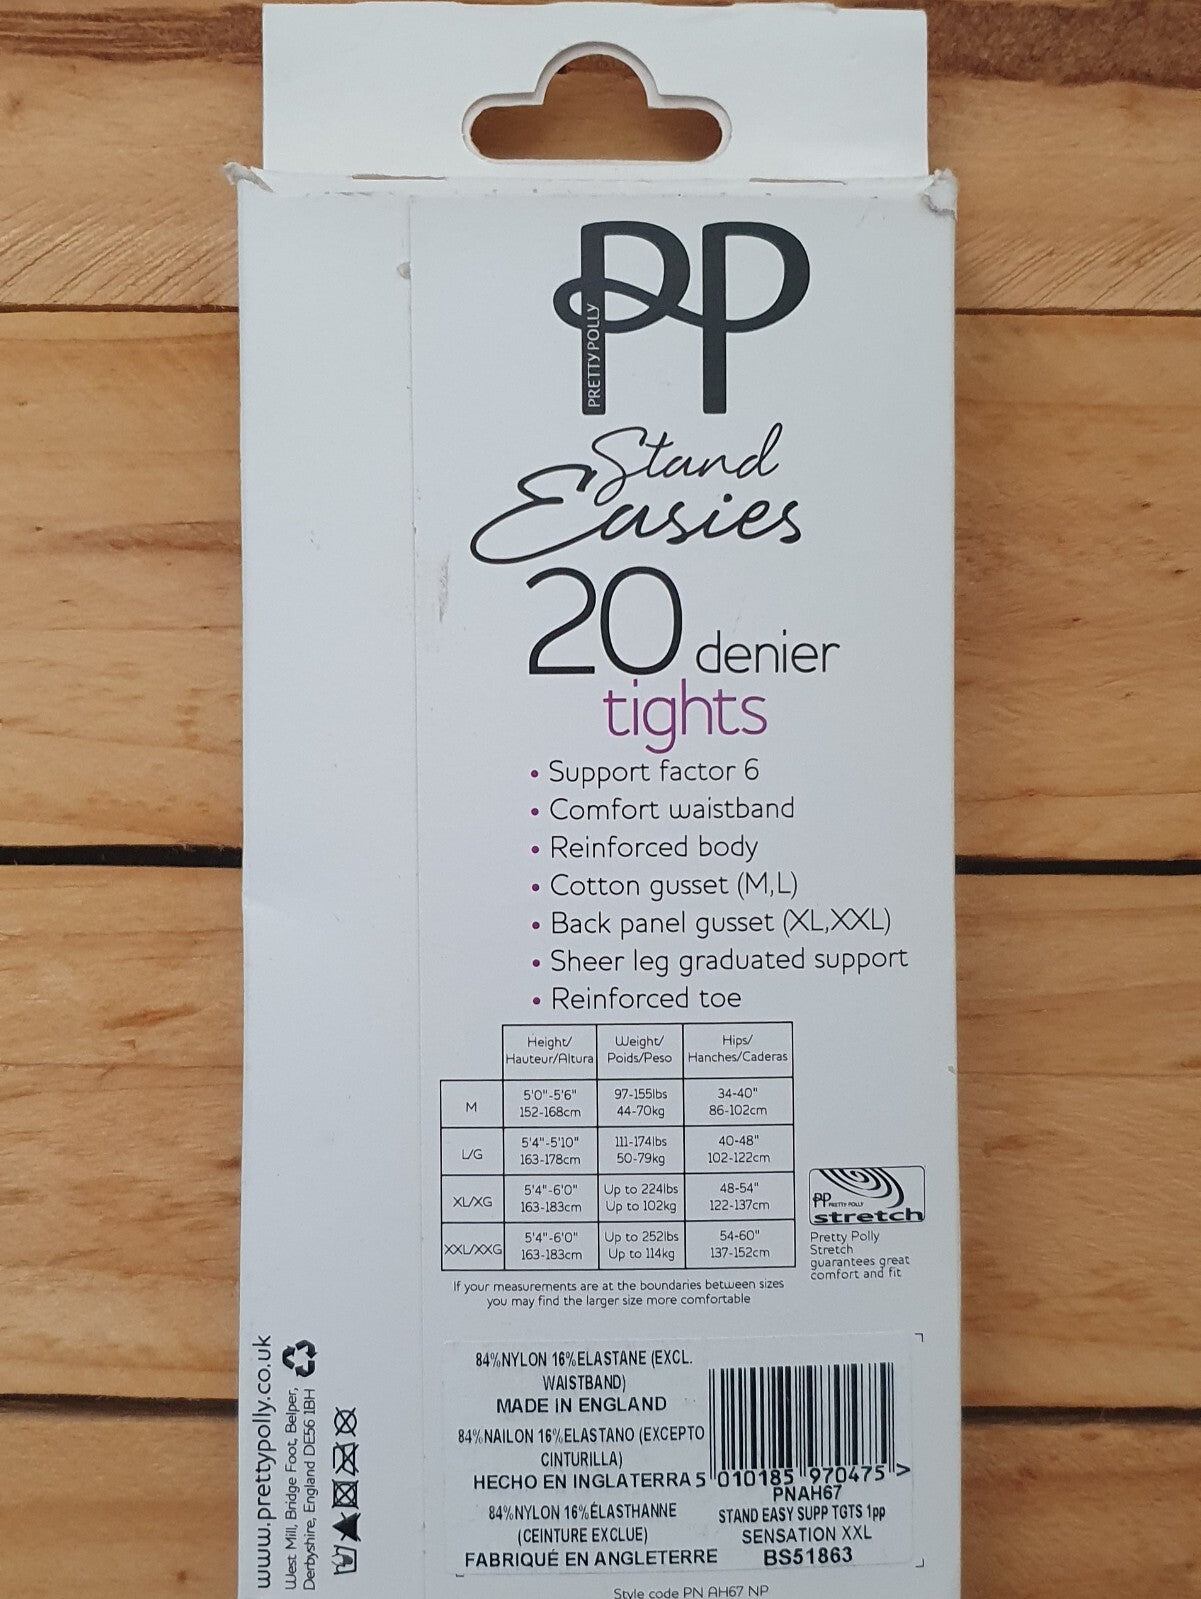 PP
PRETTY POLLY
Stand
Easies
20 denier
tights
• Support factor 6
• Comfort waistband
• Reinforced body
• Cotton gusset (M,L)
• Back panel gusset (XL,XXL)
• Sheer leg graduated support
• Reinforced toe
Height/ Weight/ Hips/
Hauteur/Altura Poids/Peso Hanches/Caderas
M 5'0"-5'6" 97-155lbs 34-40"
152-168cm 44-70kg 86-102cm
L/G 5'4"-5'10" 111-174lbs 40-48"
163-178cm 50-79kg 102-122cm
XL/XG 5'4"-6'0" Up to 224lbs 48-54"
163-183cm Up to 102kg 122-137cm
XXL/XXG 5'4"-6'0" Up to 252lbs 54-60"
163-183cm Up to 114kg 137-152cm
If your measurements are at the boundaries between sizes
you may find the larger size more comfortable
PP PRETTY POLLY
stretch
Pretty Polly
Stretch
guarantees great
comfort and fit
84%NYLON 16%ELASTANE (EXCL.
WAISTBAND)
MADE IN ENGLAND
84%NAILON 16%ELASTANO (EXCEPTO
CINTURILLA)
HECHO EN INGLATERRA
84%NYLON 16%ÉLASTHANNE
(CEINTURE EXCLUE)
FABRIQUÉ EN ANGLETERRE
5 010185 970475 >
PNAH67
STAND EASY SUPP TGTS 1pp
SENSATION XXL
BS51863
Style code PN AH67 NP
www.prettypolly.co.uk
West Mill, Bridge Foot, Belper,
Derbyshire, England DE56 1BH